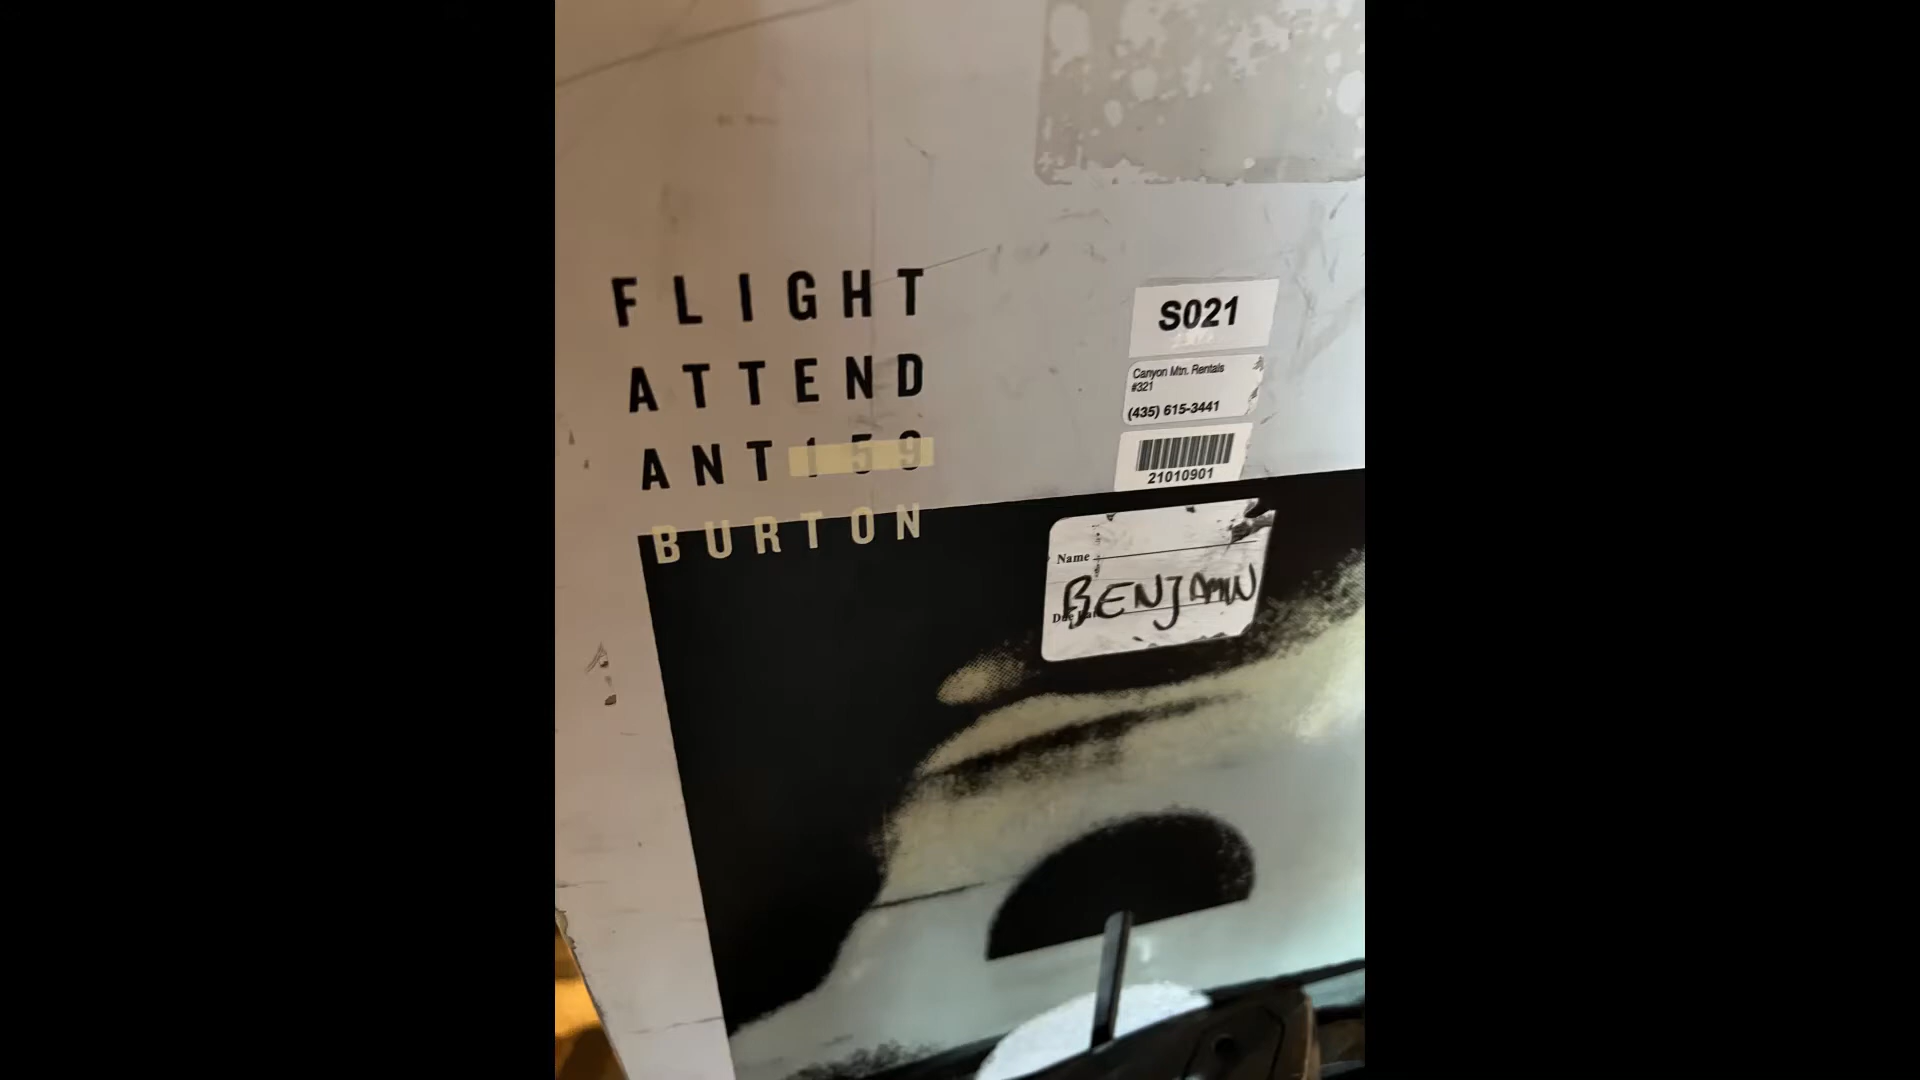 FLIGHT
ATTEND
ANT159
BURTON
S021
Canyon Mtn. Rentals
#321
(435) 615-3441
21010901
Name
BENJAMIN